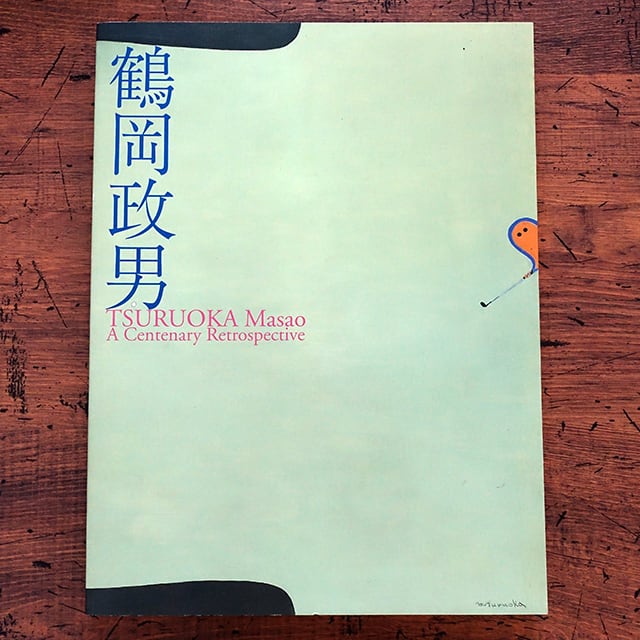 鶴岡政男
TSURUOKA Masao
A Centenary Retrospective
m.Tsuruoka